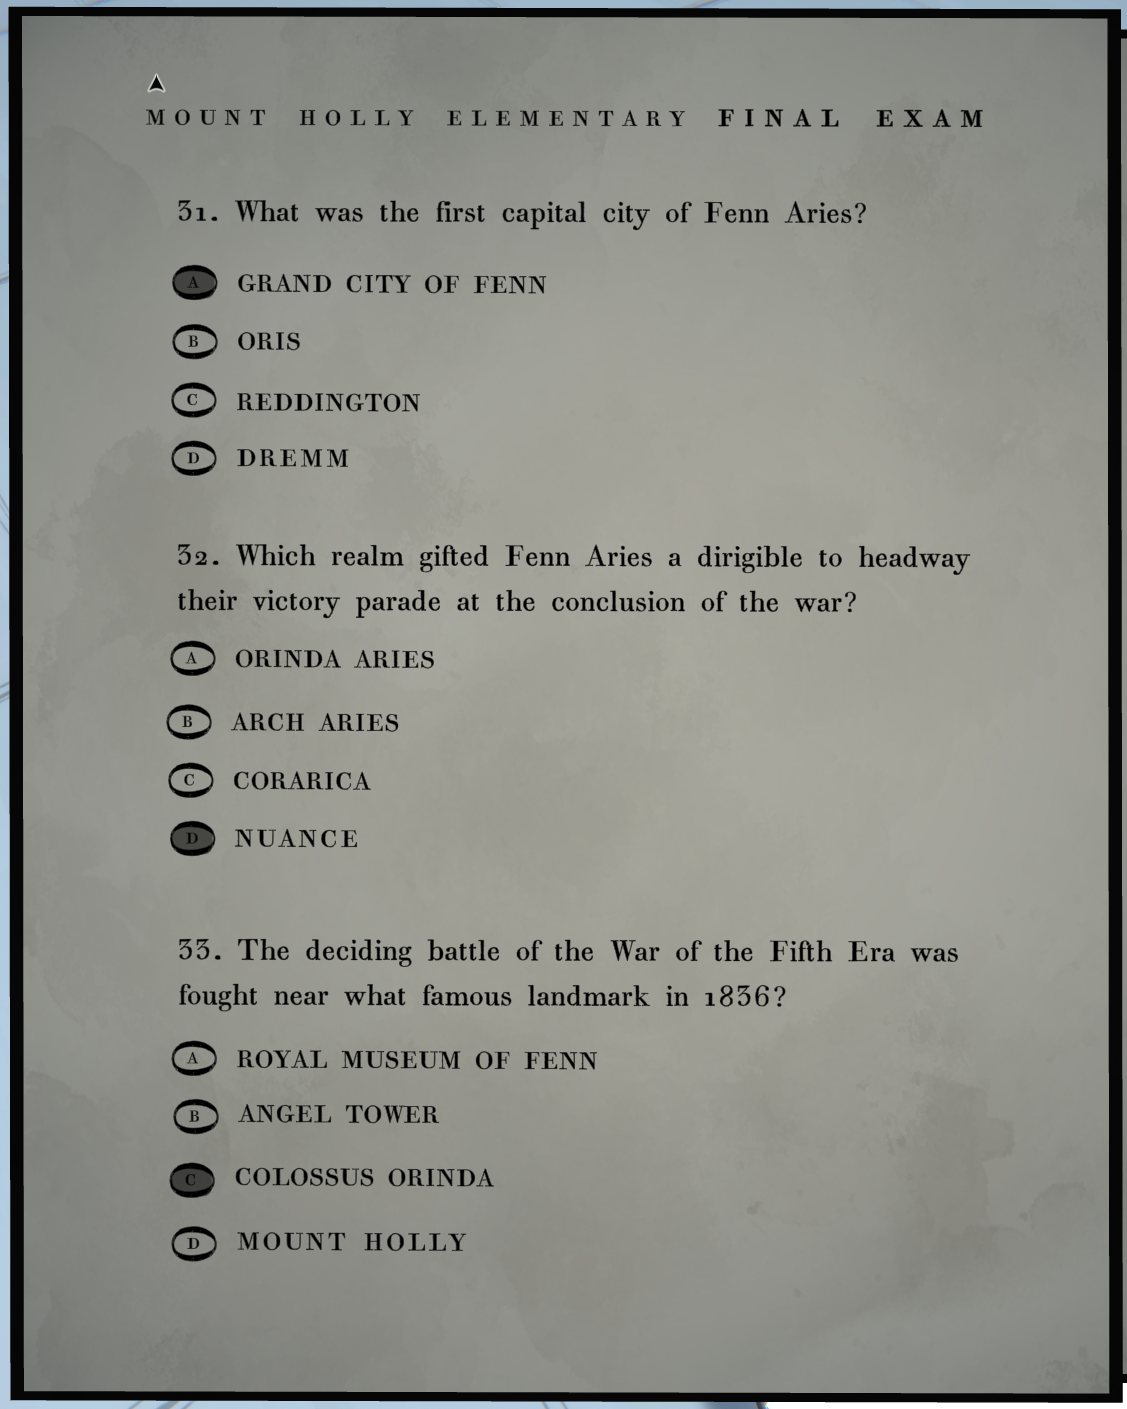 MOUNT HOLLY ELEMENTARY FINAL EXAM
31. What was the first capital city of Fenn Aries?
A GRAND CITY OF FENN
B ORIS
C REDDINGTON
D DREMM
32. Which realm gifted Fenn Aries a dirigible to headway
their victory parade at the conclusion of the war?
A ORINDA ARIES
B ARCH ARIES
C CORARICA
D NUANCE
33. The deciding battle of the War of the Fifth Era was
fought near what famous landmark in 1836?
A ROYAL MUSEUM OF FENN
B ANGEL TOWER
C COLOSSUS ORINDA
D MOUNT HOLLY